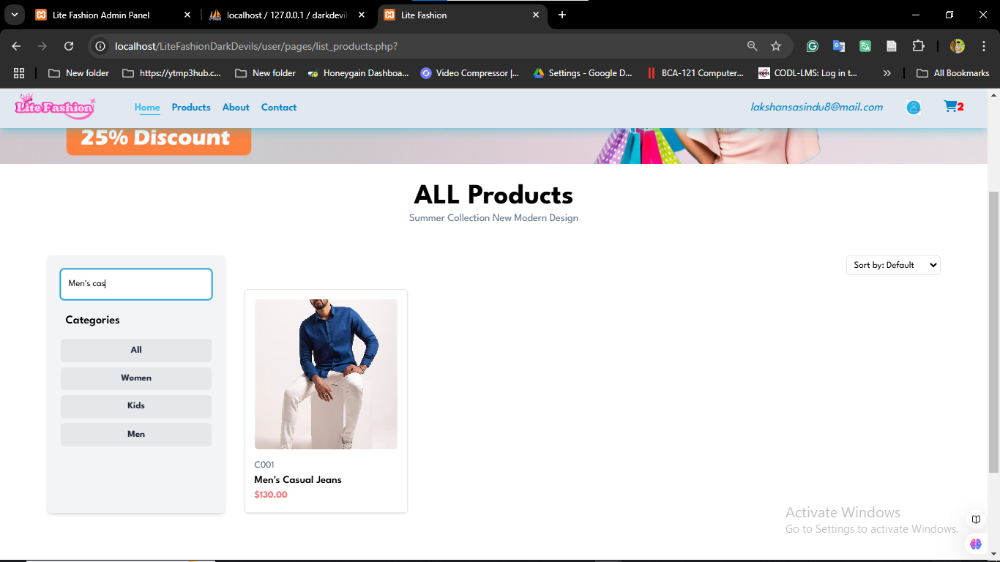 Lite Fashion Admin Panel
localhost / 127.0.0.1 / darkdevils
Lite Fashion
localhost/LiteFashionDarkDevils/user/pages/list_products.php?
New folder
https://ytmp3hub.c...
New folder
Honeygain Dashboa...
Video Compressor |...
Settings - Google D...
BCA-121 Computer...
CODL-LMS: Log in t...
All Bookmarks
Lite Fashion
Home
Products
About
Contact
lakshansasindu8@mail.com
2
25% Discount
ALL Products
Summer Collection New Modern Design
Men's cas
Sort by: Default
Categories
All
Women
Kids
Men
C001
Men's Casual Jeans
$130.00
Activate Windows
Go to Settings to activate Windows.